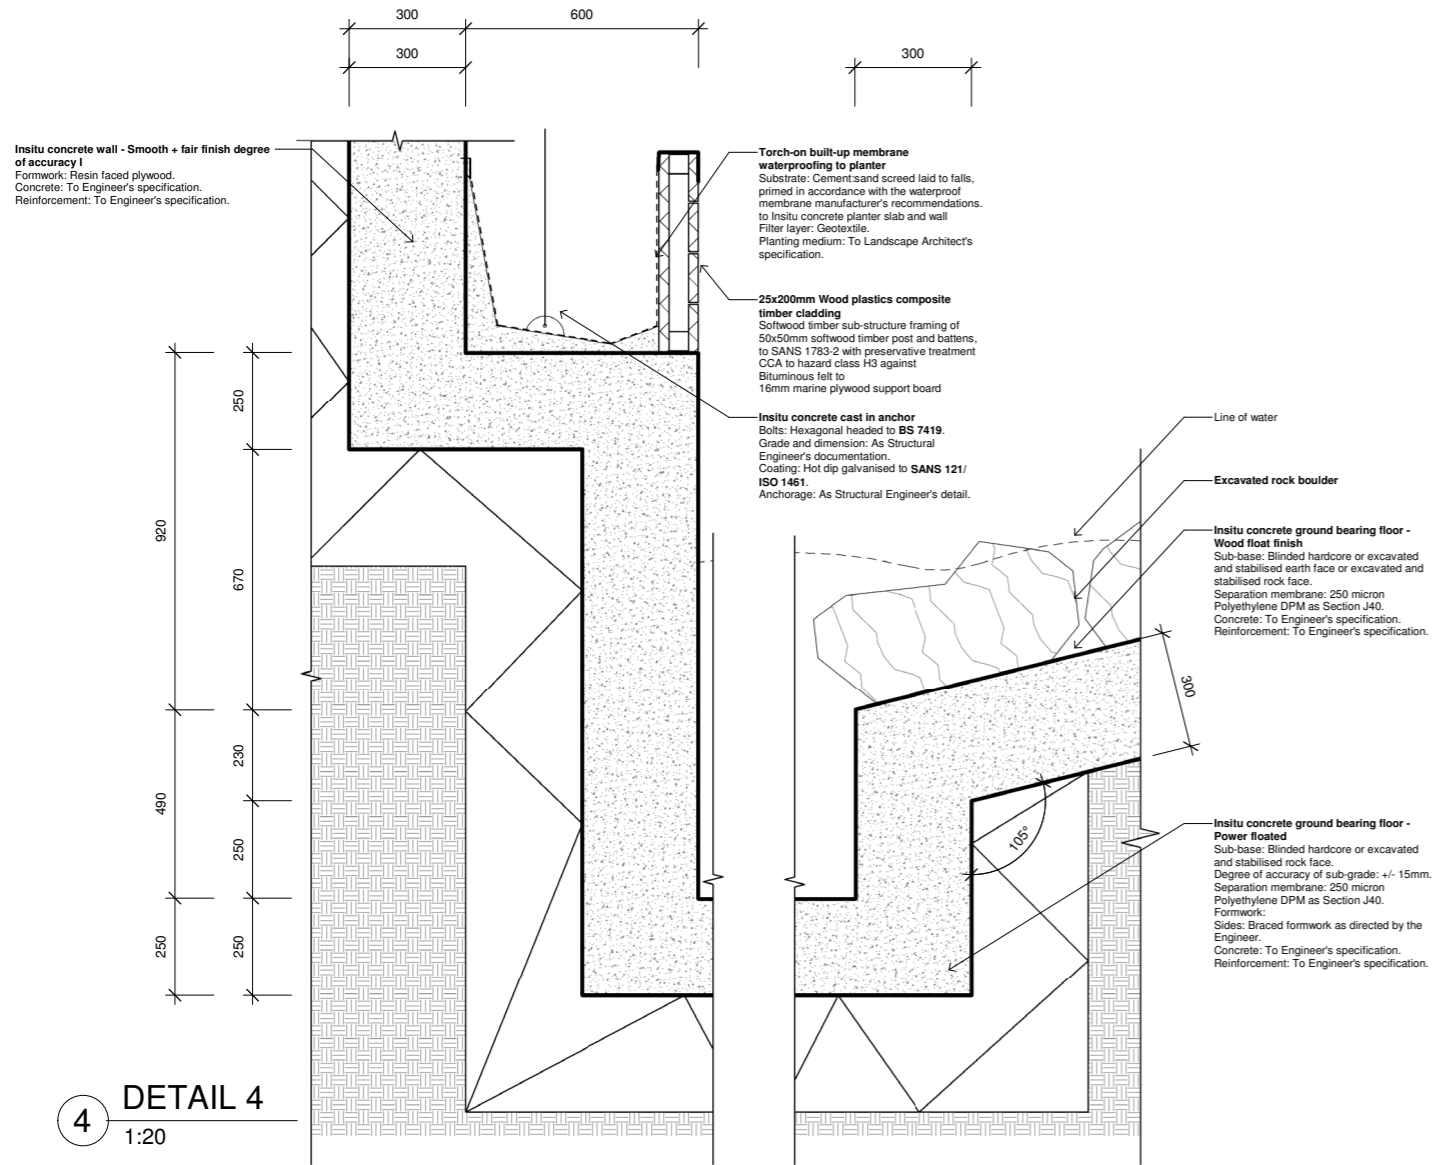 300
600
300
300
Insitu concrete wall - Smooth + fair finish degree
of accuracy I
Formwork: Resin faced plywood.
Concrete: To Engineer's specification.
Reinforcement: To Engineer's specification.
Torch-on built-up membrane
waterproofing to planter
Substrate: Cement:sand screed laid to falls,
primed in accordance with the waterproof
membrane manufacturer's recommendations.
to Insitu concrete planter slab and wall
Filter layer: Geotextile.
Planting medium: To Landscape Architect's
specification.
25x200mm Wood plastics composite
timber cladding
Softwood timber sub-structure framing of
50x50mm softwood timber post and battens,
to SANS 1783-2 with preservative treatment
CCA to hazard class H3 against
Bituminous felt to
16mm marine plywood support board
Insitu concrete cast in anchor
Bolts: Hexagonal headed to BS 7419.
Grade and dimension: As Structural
Engineer's documentation.
Coating: Hot dip galvanised to SANS 121/
ISO 1461.
Anchorage: As Structural Engineer's detail.
Line of water
Excavated rock boulder
Insitu concrete ground bearing floor -
Wood float finish
Sub-base: Blinded hardcore or excavated
and stabilised earth face or excavated and
stabilised rock face.
Separation membrane: 250 micron
Polyethylene DPM as Section J40.
Concrete: To Engineer's specification.
Reinforcement: To Engineer's specification.
300
105°
Insitu concrete ground bearing floor -
Power floated
Sub-base: Blinded hardcore or excavated
and stabilised rock face.
Degree of accuracy of sub-grade: +/- 15mm.
Separation membrane: 250 micron
Polyethylene DPM as Section J40.
Formwork:
Sides: Braced formwork as directed by the
Engineer.
Concrete: To Engineer's specification.
Reinforcement: To Engineer's specification.
250
920
670
230
490
250
250
250
4
DETAIL 4
1:20